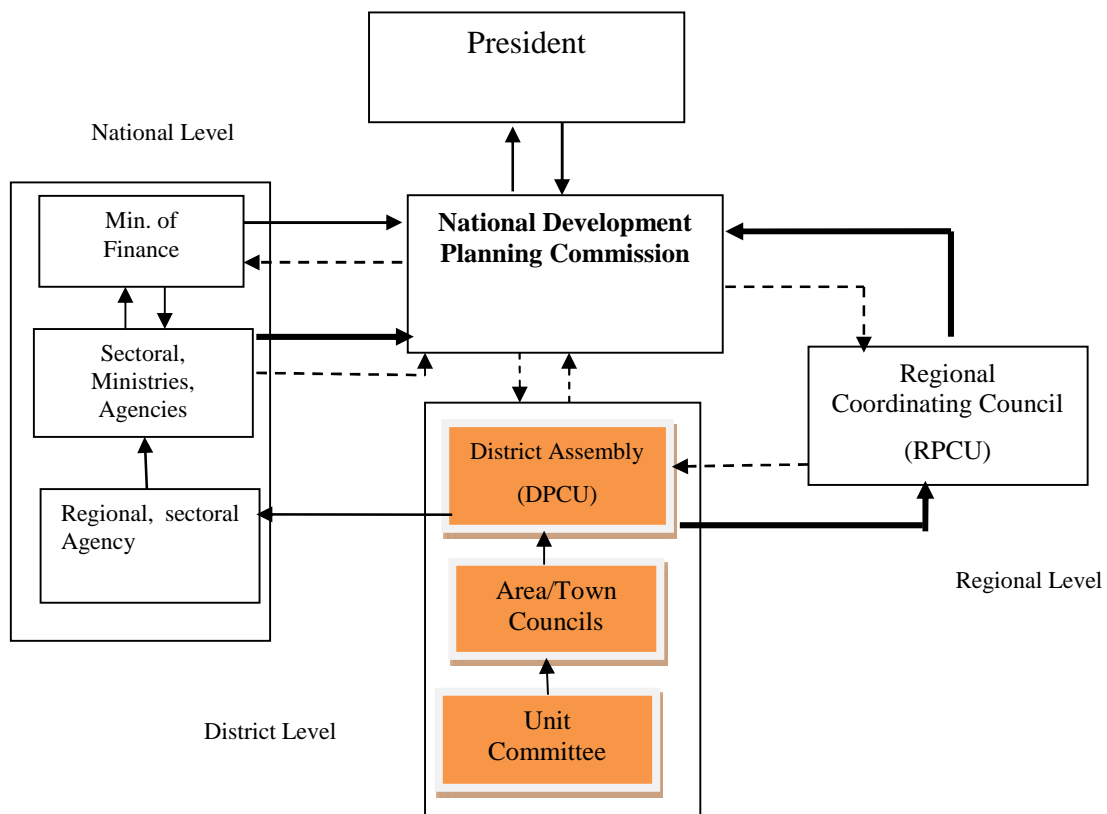 President
National Level
Min. of
Finance
National Development
Planning Commission
Sectoral,
Ministries,
Agencies
Regional
Coordinating Council
(RPCU)
District Assembly
(DPCU)
Regional, sectoral
Agency
Area/Town
Councils
Regional Level
Unit
Committee
District Level